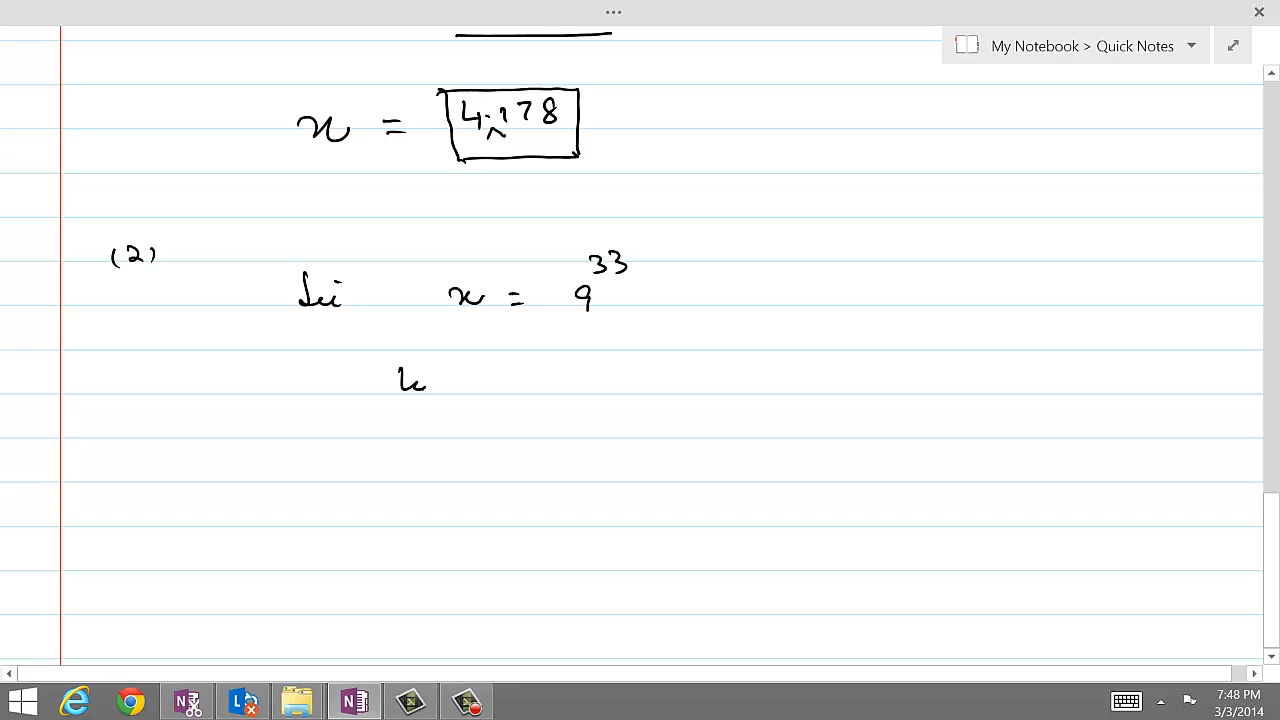 My Notebook > Quick Notes
x = 4.178
(2)
Let x = 9^33
7:48 PM
3/3/2014